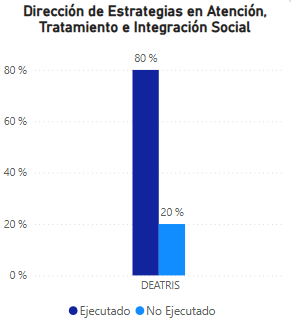 Dirección de Estrategias en Atención,
Tratamiento e Integración Social
80 %
80 %
60 %
40 %
20 %
20 %
0 %
DEATRIS
Ejecutado No Ejecutado